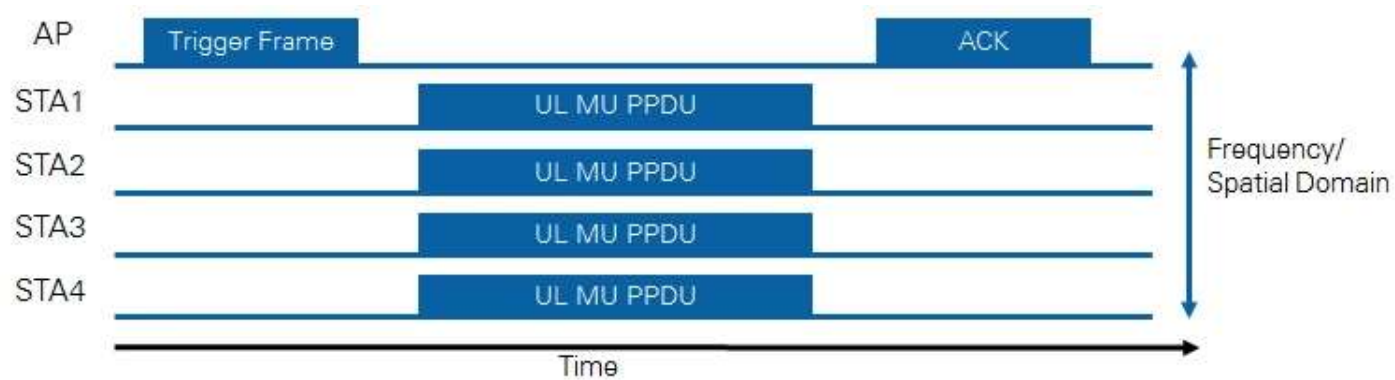 AP
Trigger Frame
ACK
STA1
UL MU PPDU
STA2
UL MU PPDU
STA3
UL MU PPDU
STA4
UL MU PPDU
Frequency/
Spatial Domain
Time